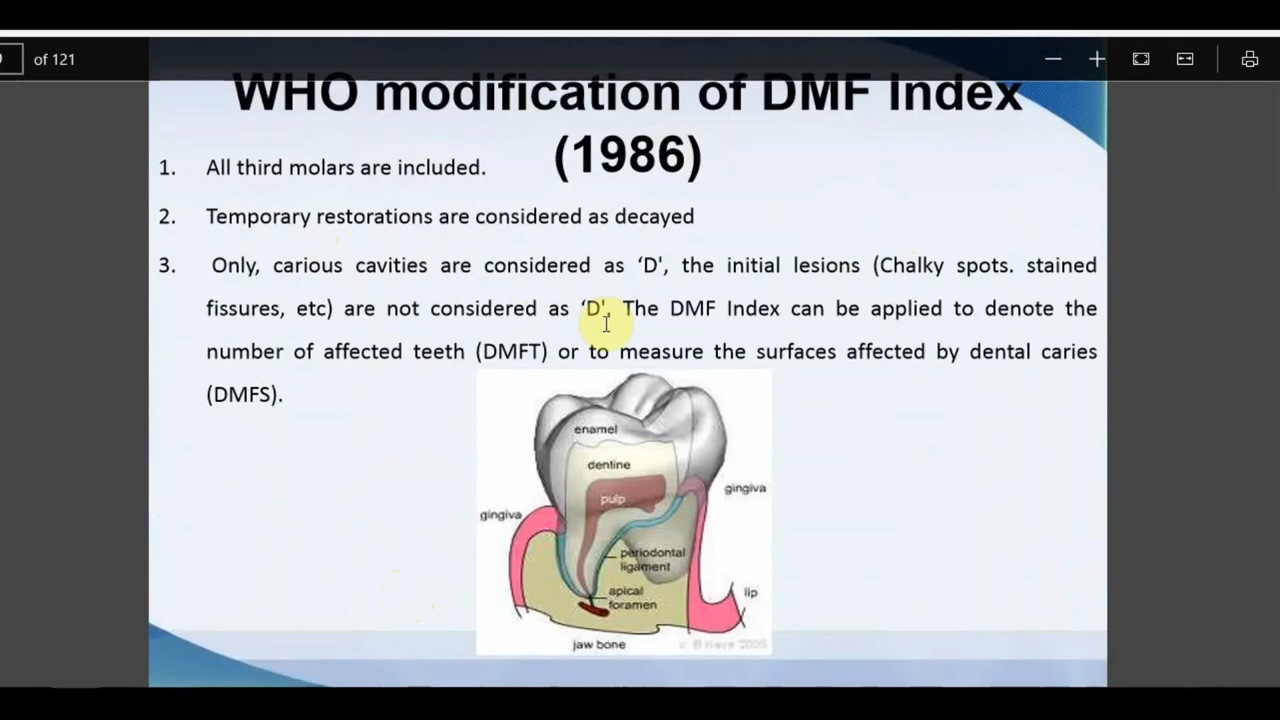 of 121
WHO modification of DMF Index
(1986)
1. All third molars are included.
2. Temporary restorations are considered as decayed
3. Only, carious cavities are considered as ‘D', the initial lesions (Chalky spots. stained
fissures, etc) are not considered as ‘D'. The DMF Index can be applied to denote the
number of affected teeth (DMFT) or to measure the surfaces affected by dental caries
(DMFS).
enamel
dentine
pulp
gingiva
gingiva
periodontal
ligament
apical
foramen
lip
jaw bone